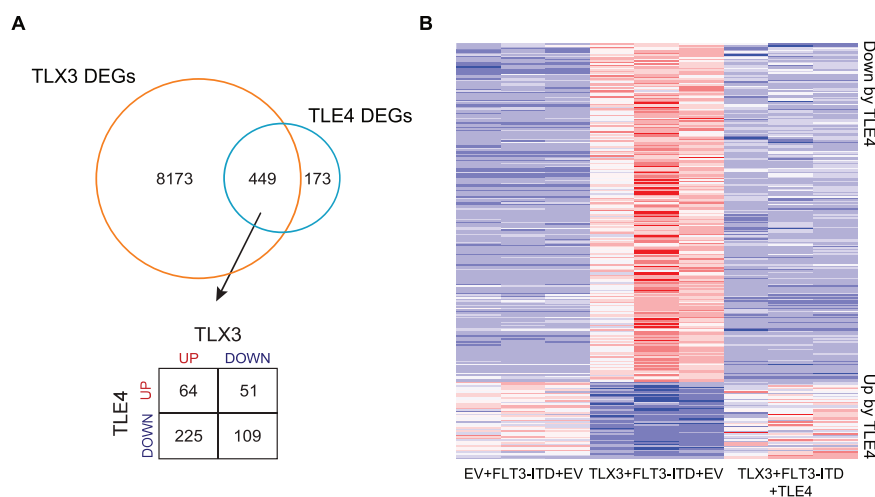 A
TLX3 DEGs
TLE4 DEGs
8173
449
173
TLX3
UP
DOWN
TLE4
UP
64
51
DOWN
225
109
B
Down by TLE4
Up by TLE4
EV+FLT3-ITD+EV
TLX3+FLT3-ITD+EV
TLX3+FLT3-ITD
+TLE4